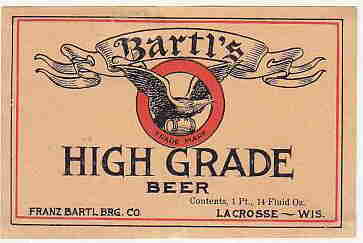 Bartl's
TRADE MARK
HIGH GRADE
BEER
Contents, 1 Pt., 14 Fluid Oz.
FRANZ BARTL BRG. CO. LACROSSE ~ WIS.